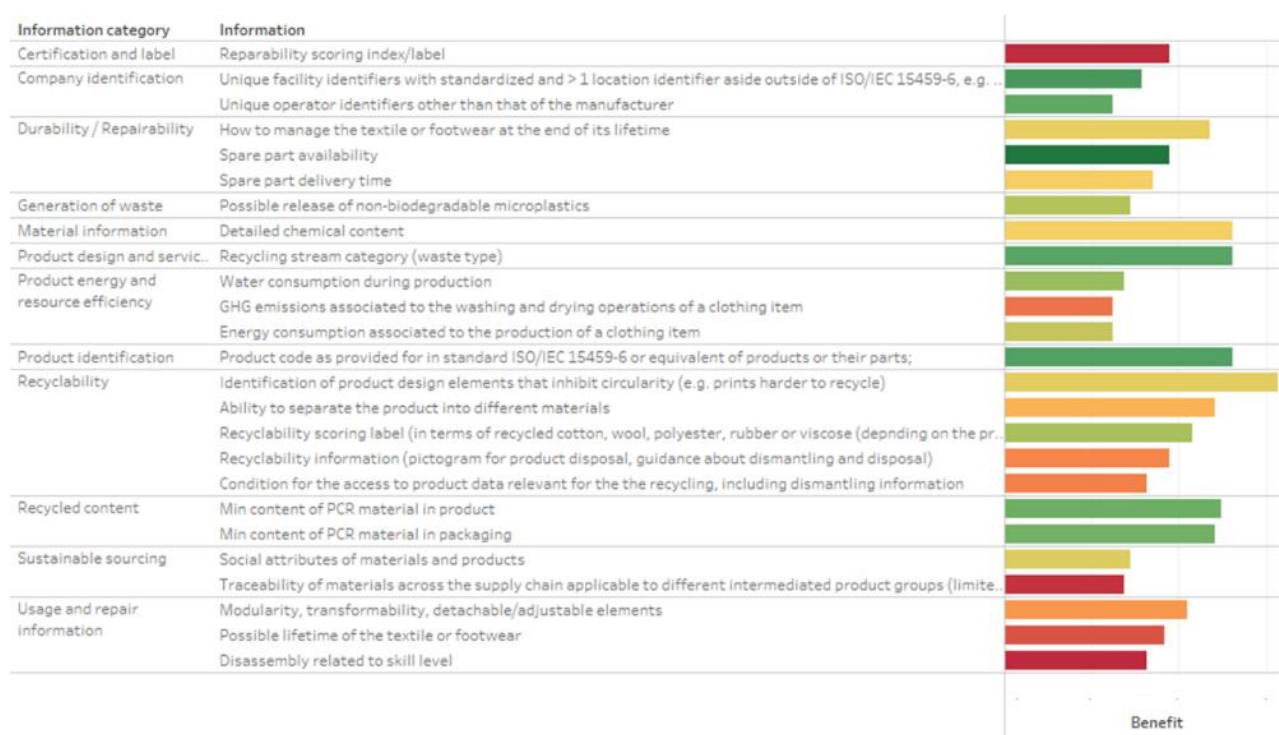 Information category Information
Certification and label Reparability scoring index/label
Company identification Unique facility identifiers with standardized and > 1 location identifier aside outside of ISO/IEC 15459-6, e.g. ..
Unique operator identifiers other than that of the manufacturer
Durability / Repairability How to manage the textile or footwear at the end of its lifetime
Spare part availability
Spare part delivery time
Generation of waste Possible release of non-biodegradable microplastics
Material information Detailed chemical content
Product design and servic.. Recycling stream category (waste type)
Product energy and Water consumption during production
resource efficiency GHG emissions associated to the washing and drying operations of a clothing item
Energy consumption associated to the production of a clothing item
Product identification Product code as provided for in standard ISO/IEC 15459-6 or equivalent of products or their parts;
Recyclability Identification of product design elements that inhibit circularity (e.g. prints harder to recycle)
Ability to separate the product into different materials
Recyclability scoring label (in terms of recycled cotton, wool, polyester, rubber or viscose (depnding on the pr..
Recyclability information (pictogram for product disposal, guidance about dismantling and disposal)
Condition for the access to product data relevant for the the recycling, including dismantling information
Recycled content Min content of PCR material in product
Min content of PCR material in packaging
Sustainable sourcing Social attributes of materials and products
Traceability of materials across the supply chain applicable to different intermediated product groups (limite..
Usage and repair Modularity, transformability, detachable/adjustable elements
information Possible lifetime of the textile or footwear
Disassembly related to skill level
Benefit